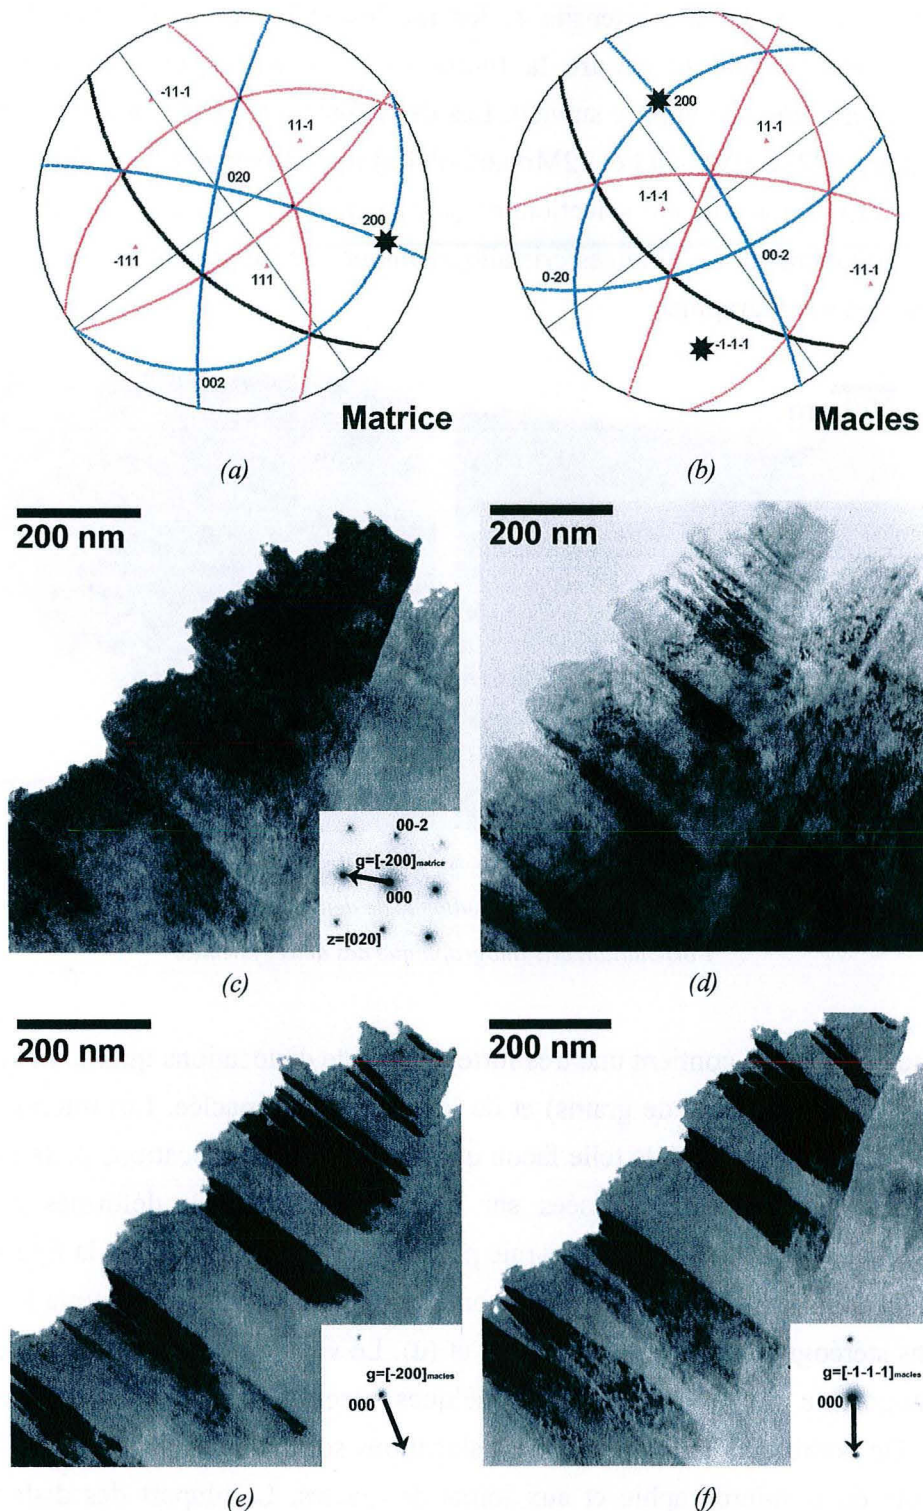 -11-1
11-1
020
200
-111
111
002
Matrice
(a)
200
11-1
1-1-1
00-2
0-20
-11-1
-1-1-1
Macles
(b)
200 nm
00-2
g=[-200]matrice
000
z=[020]
(c)
200 nm
(d)
200 nm
g=[-200]macles
000
(e)
200 nm
g=[-1-1-1]macles
000
(f)